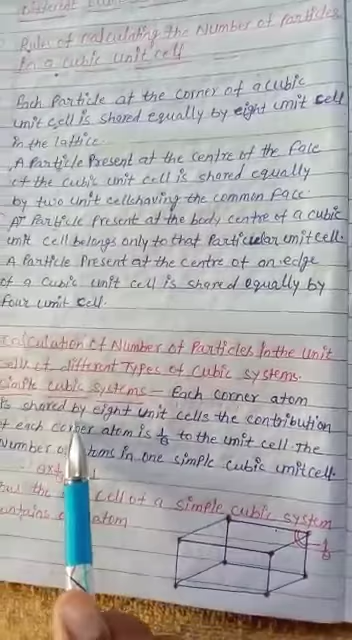 Different
Rules of calculating the Number of particles
In a cubic unit cell
Each Particle at the corner of a cubic
unit cell is shared equally by eight unit cell
in the lattice.
A Particle Present at the centre of the face
of the cubic unit cell is shared equally
by two unit cell having the common face.
A Particle Present at the body centre of a cubic
unit cell belongs only to that Particular unit cell.
A Particle Present at the centre of an edge
of a cubic unit cell is shared equally by
four unit cell.
Calculation of Number of Particles In the unit
cell of different Types of Cubic systems.
Simple cubic systems — Each corner atom
is shared by eight unit cells the contribution
of each corner atom is 1/8 to the unit cell. The
Number of atoms in one simple cubic unit cell.
8x1/8 1
the cell of a simple cubic system
contains atom
1/8